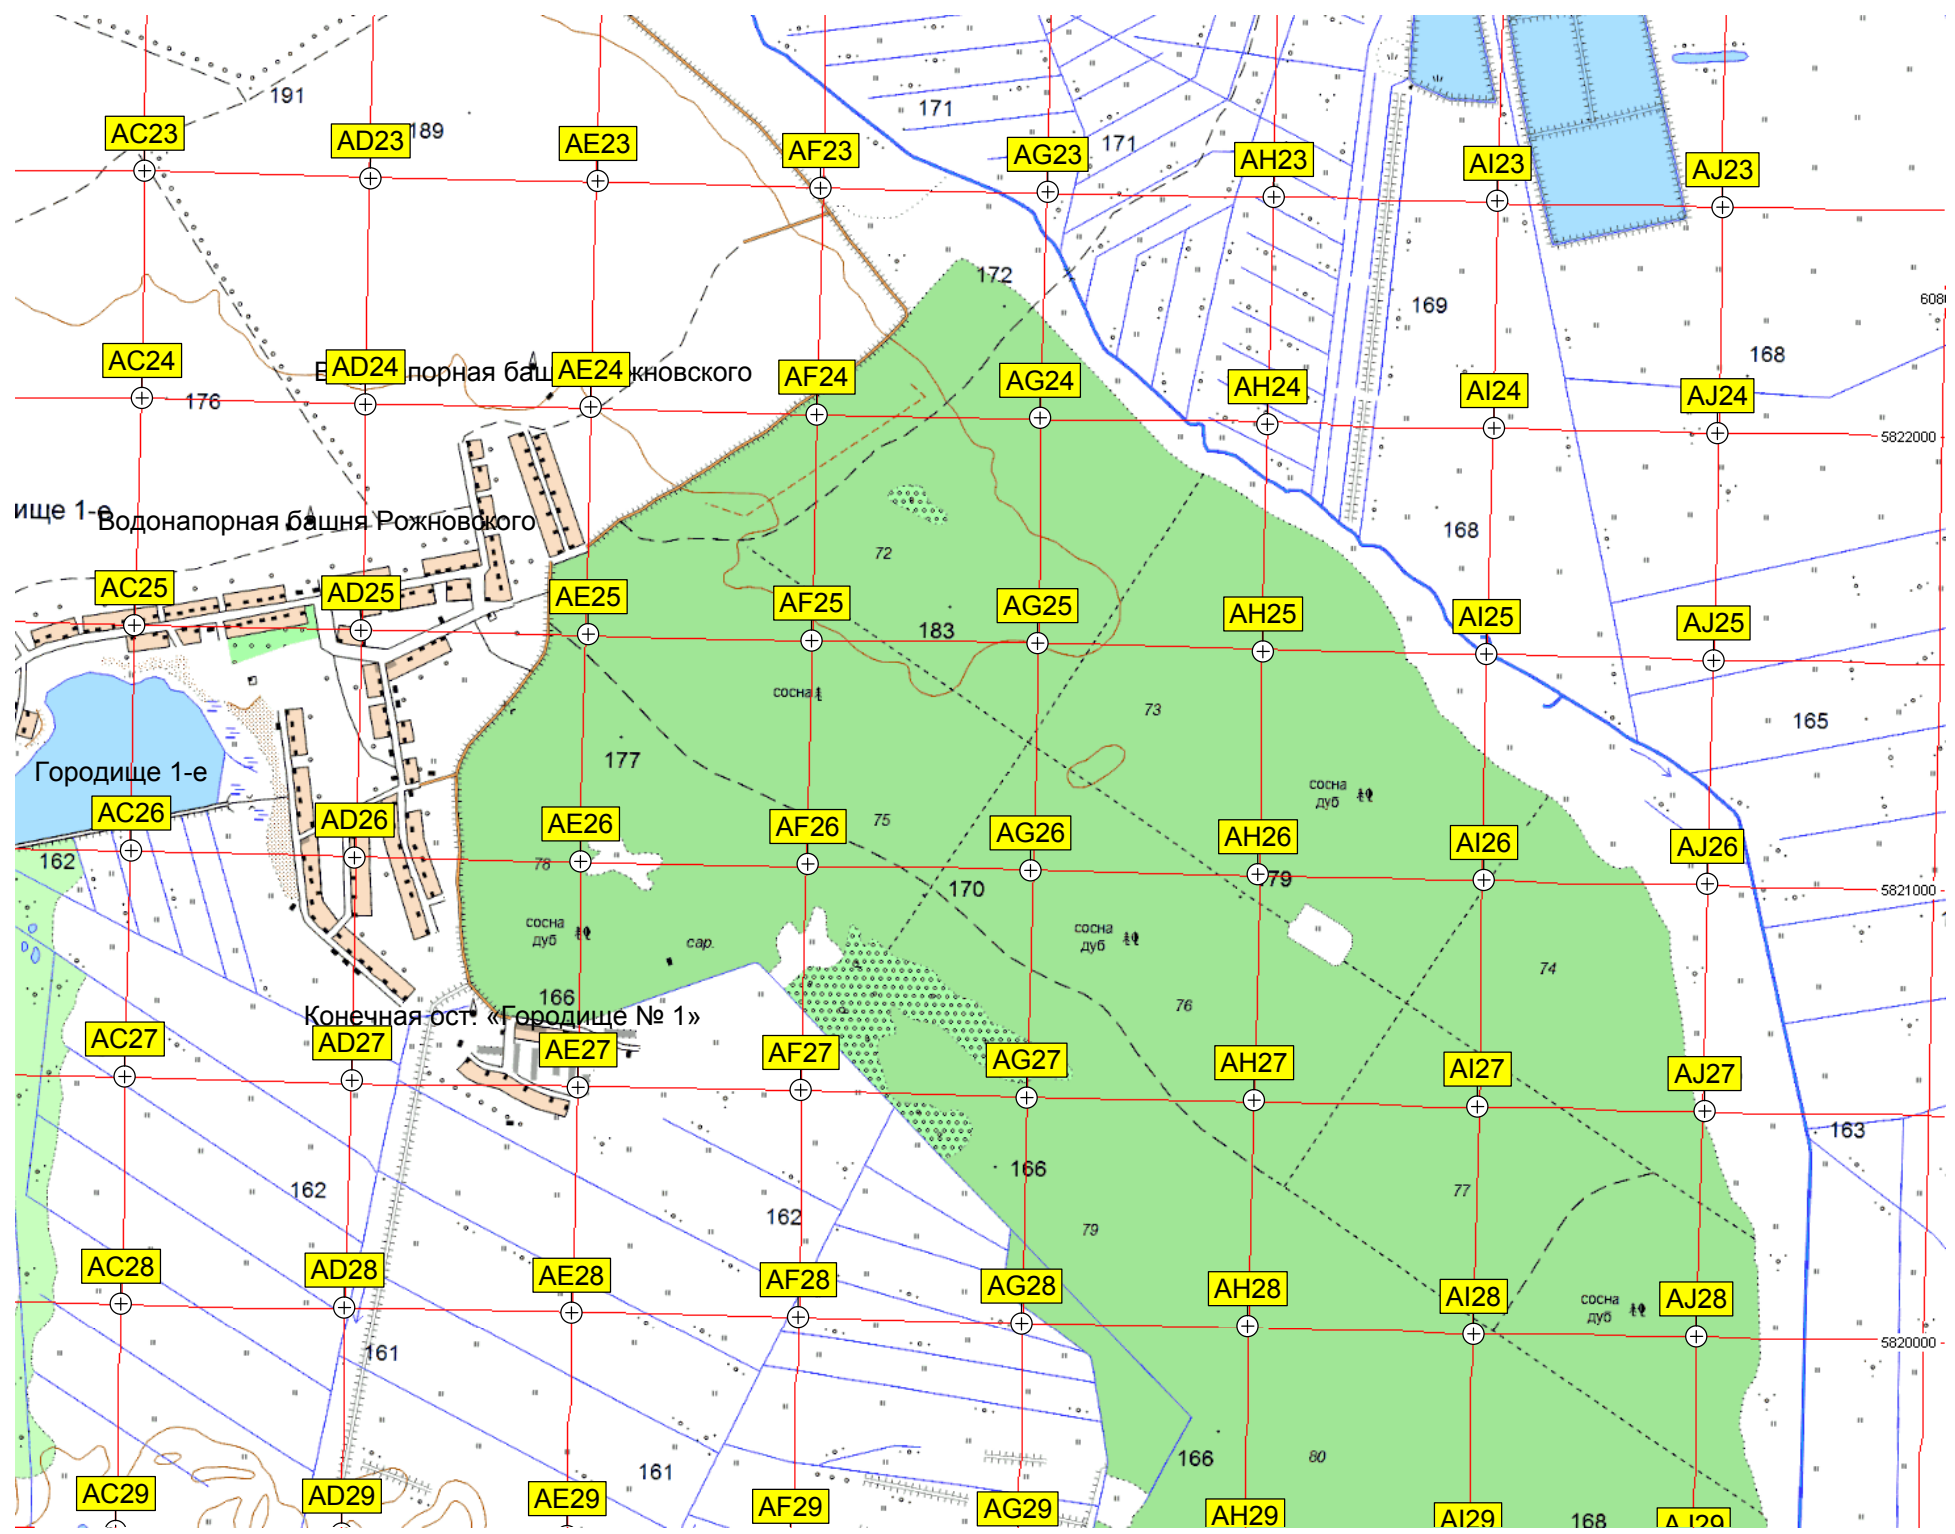 191
171
171
AC23
AD23
189
AE23
AF23
AG23
AH23
AI23
AJ23
172
169
168
AC24
AD24
порная баш
AE24
жновского
AF24
AG24
AH24
AI24
AJ24
176
5822000
ище 1-е
Водонапорная башня Рожновского
168
72
AC25
AD25
AE25
AF25
AG25
AH25
AI25
AJ25
183
сосна
73
165
177
Городище 1-е
сосна
дуб
AC26
AD26
AE26
AF26
75
AG26
AH26
AI26
AJ26
162
78
170
79
5821000
сосна
дуб
сар.
сосна
дуб
74
166
76
Конечная ост. «Городище № 1»
AC27
AD27
AE27
AF27
AG27
AH27
AI27
AJ27
163
166
162
162
77
79
AC28
AD28
AE28
AF28
AG28
AH28
AI28
сосна
дуб
AJ28
161
5820000
161
166
80
AC29
AD29
AE29
AF29
AG29
AH29
AI29
168
AJ29